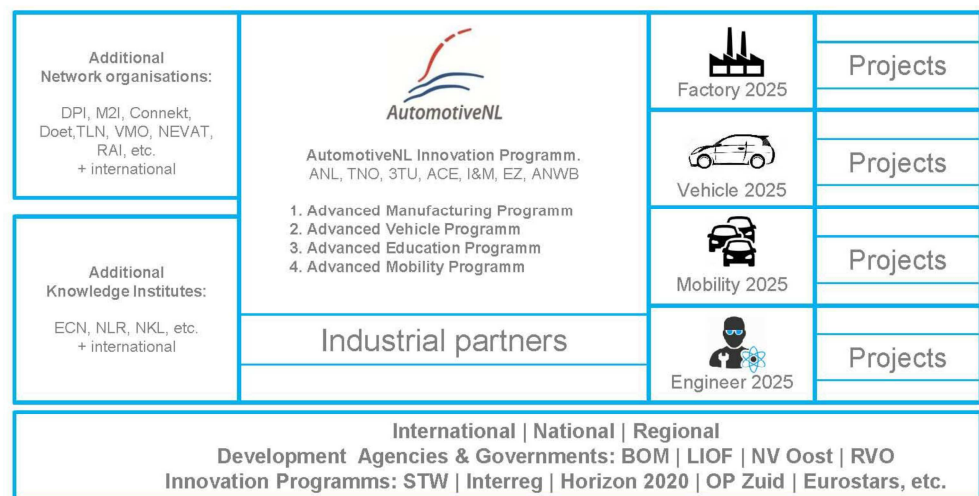 Additional
Network organisations:
DPI, M2I, Connekt,
Doet,TLN, VMO, NEVAT,
RAI, etc.
+ international
Additional
Knowledge Institutes:
ECN, NLR, NKL, etc.
+ international
AutomotiveNL
AutomotiveNL Innovation Programm.
ANL, TNO, 3TU, ACE, I&M, EZ, ANWB
1. Advanced Manufacturing Programm
2. Advanced Vehicle Programm
3. Advanced Education Programm
4. Advanced Mobility Programm
Industrial partners
Factory 2025
Projects
Vehicle 2025
Projects
Mobility 2025
Projects
Engineer 2025
Projects
International | National | Regional
Development Agencies & Governments: BOM | LIOF | NV Oost | RVO
Innovation Programms: STW | Interreg | Horizon 2020 | OP Zuid | Eurostars, etc.